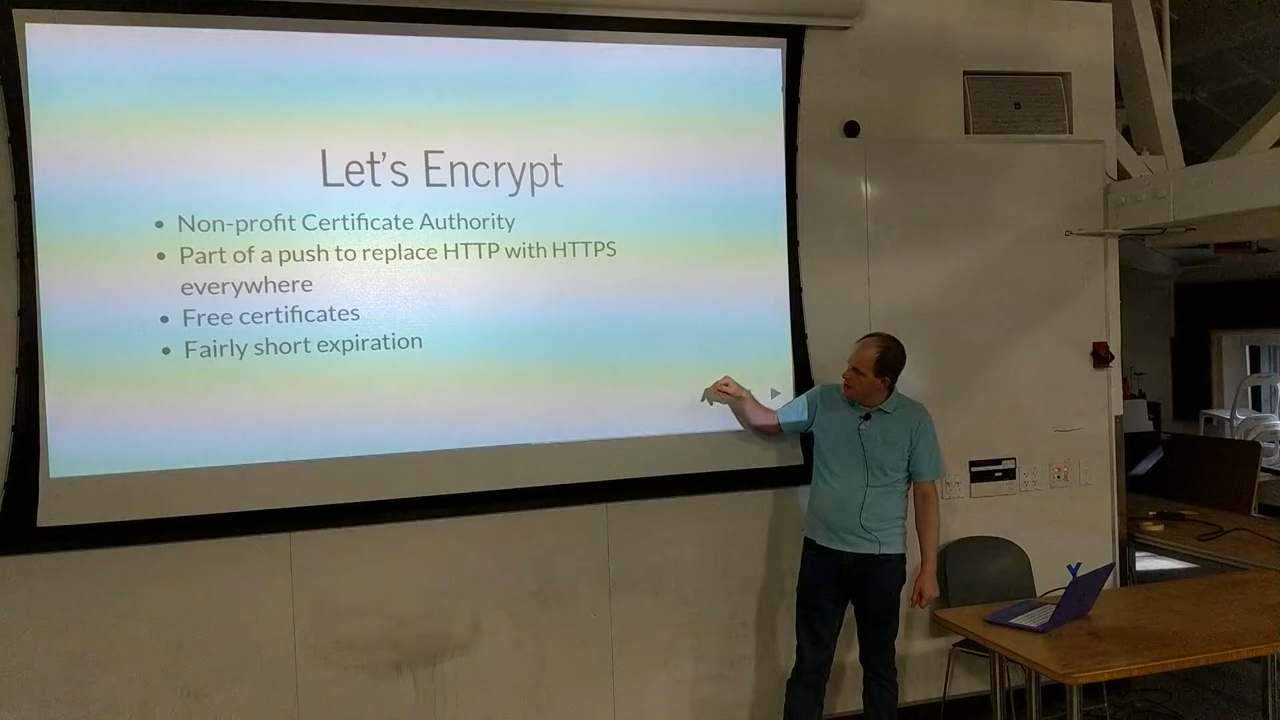 Let's Encrypt
• Non-profit Certificate Authority
• Part of a push to replace HTTP with HTTPS
everywhere
• Free certificates
• Fairly short expiration